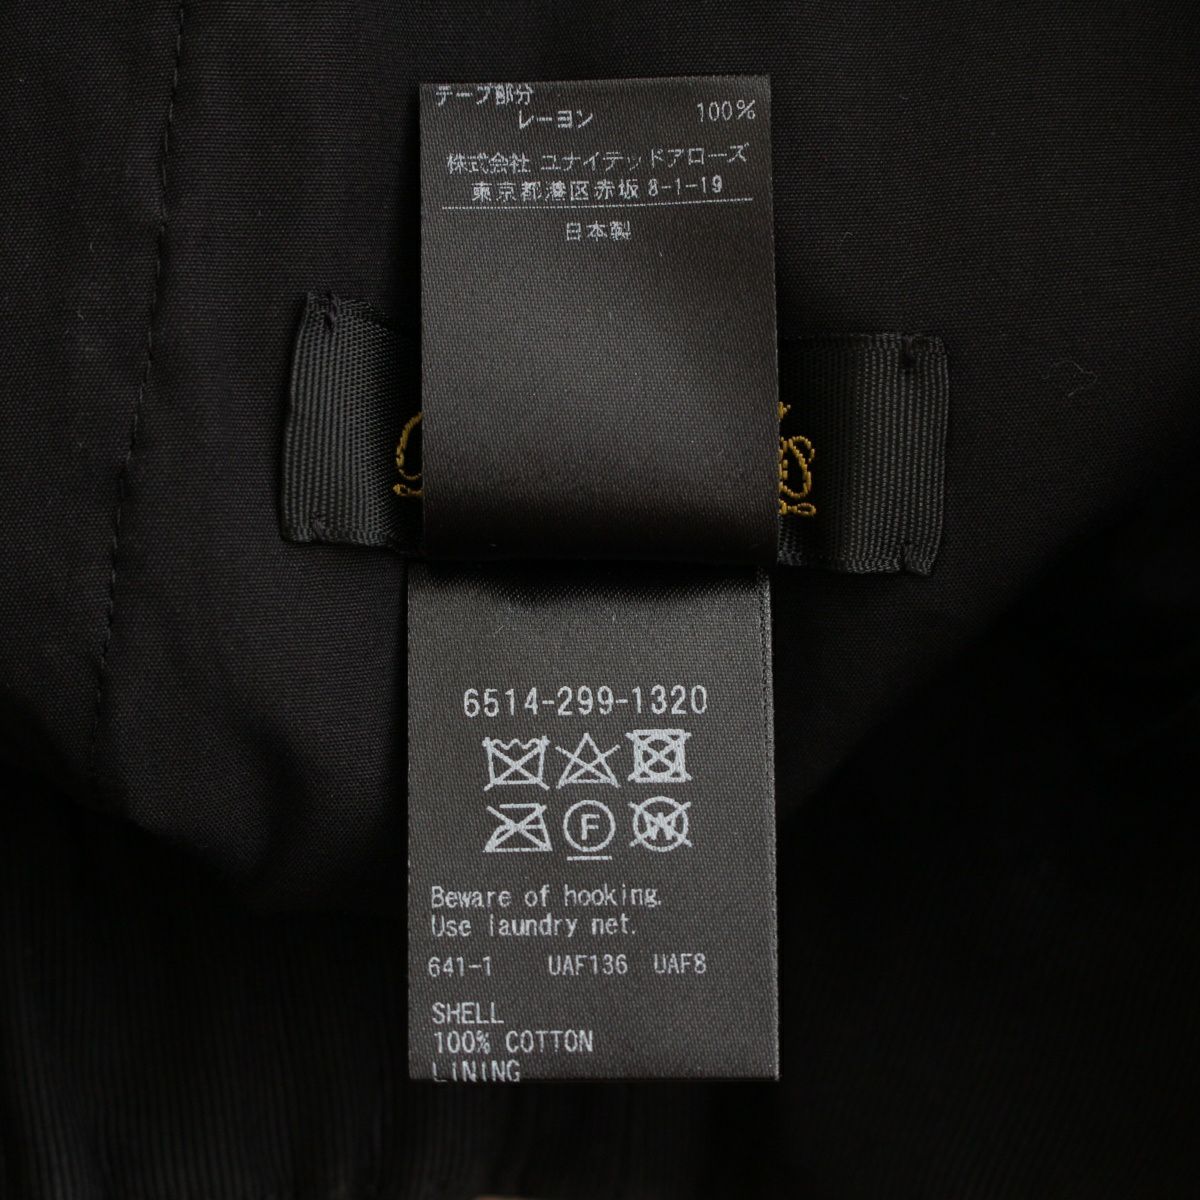 テープ部分
レーヨン 100%
株式会社 ユナイテッドアローズ
東京都港区赤坂 8-1-19
日本製
6514-299-1320
F W
Beware of hooking.
Use laundry net.
641-1 UAF136 UAF8
SHELL
100% COTTON
LINING